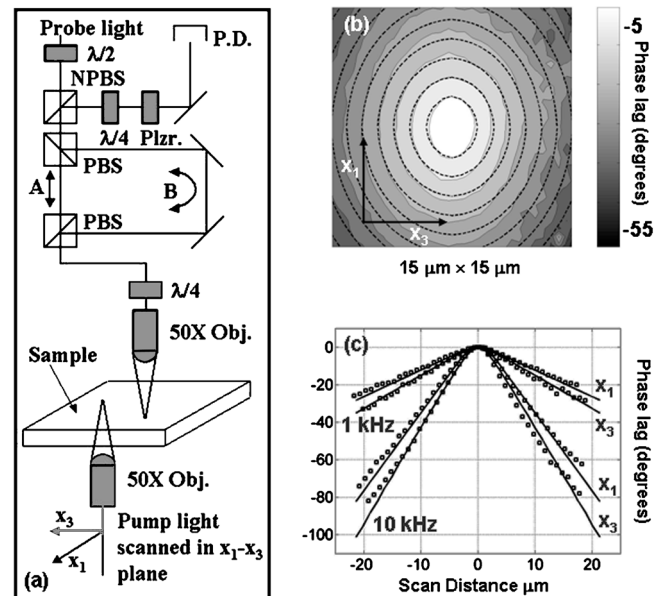 Probe light
λ/2
P.D.
NPBS
λ/4
Plzr.
PBS
A
B
PBS
λ/4
50X Obj.
Sample
50X Obj.
x3
Pump light
scanned in x1-x3
plane
x1
(a)
(b)
x1
x3
15 μm × 15 μm
-5
-55
Phase lag (degrees)
(c)
0
-20
-40
-60
-80
-100
x1
x3
1 kHz
x1
x3
10 kHz
-20
-10
0
10
20
Scan Distance μm
Phase lag (degrees)